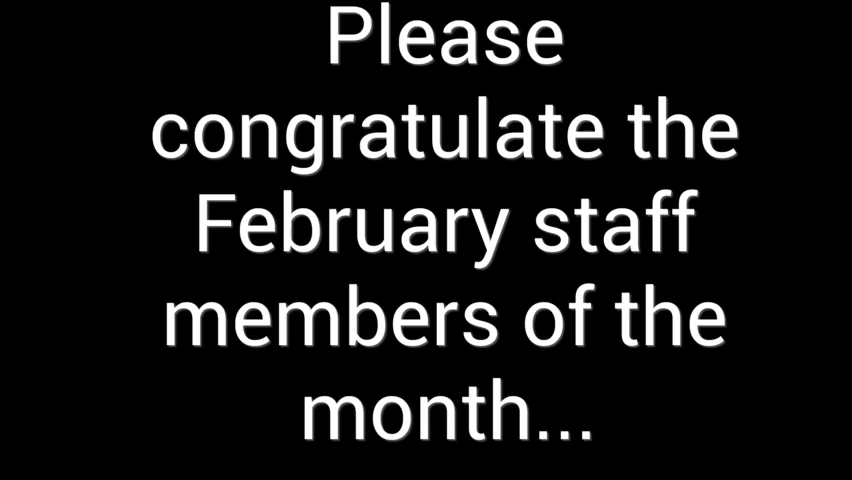 Please
congratulate the
February staff
members of the
month...